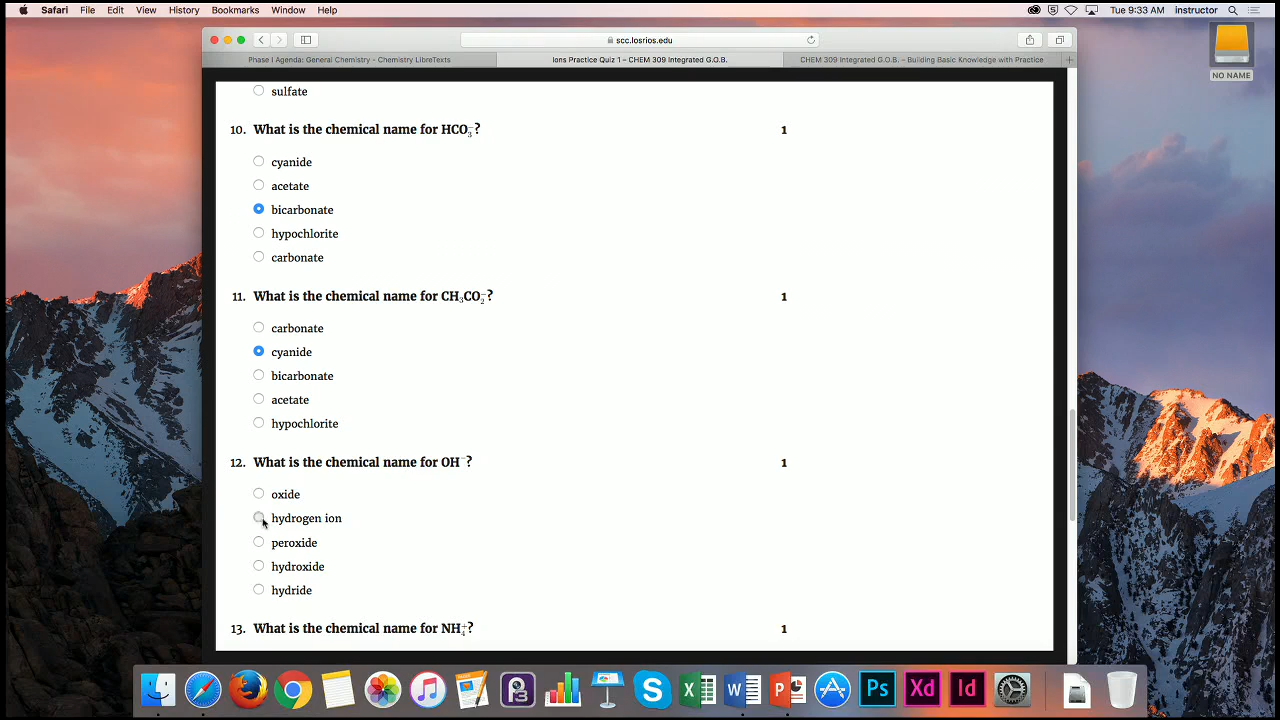 Safari File Edit View History Bookmarks Window Help Tue 9:33 AM instructor
scc.losrios.edu
Phase I Agenda: General Chemistry - Chemistry LibreTexts Ions Practice Quiz 1 – CHEM 309 Integrated G.O.B. CHEM 309 Integrated G.O.B. – Building Basic Knowledge with Practice
NO NAME
sulfate
10. What is the chemical name for HCO₃⁻? 1
cyanide
acetate
bicarbonate
hypochlorite
carbonate
11. What is the chemical name for CH₃CO₂⁻? 1
carbonate
cyanide
bicarbonate
acetate
hypochlorite
12. What is the chemical name for OH⁻? 1
oxide
hydrogen ion
peroxide
hydroxide
hydride
13. What is the chemical name for NH₄⁺? 1
Ps Xd Id